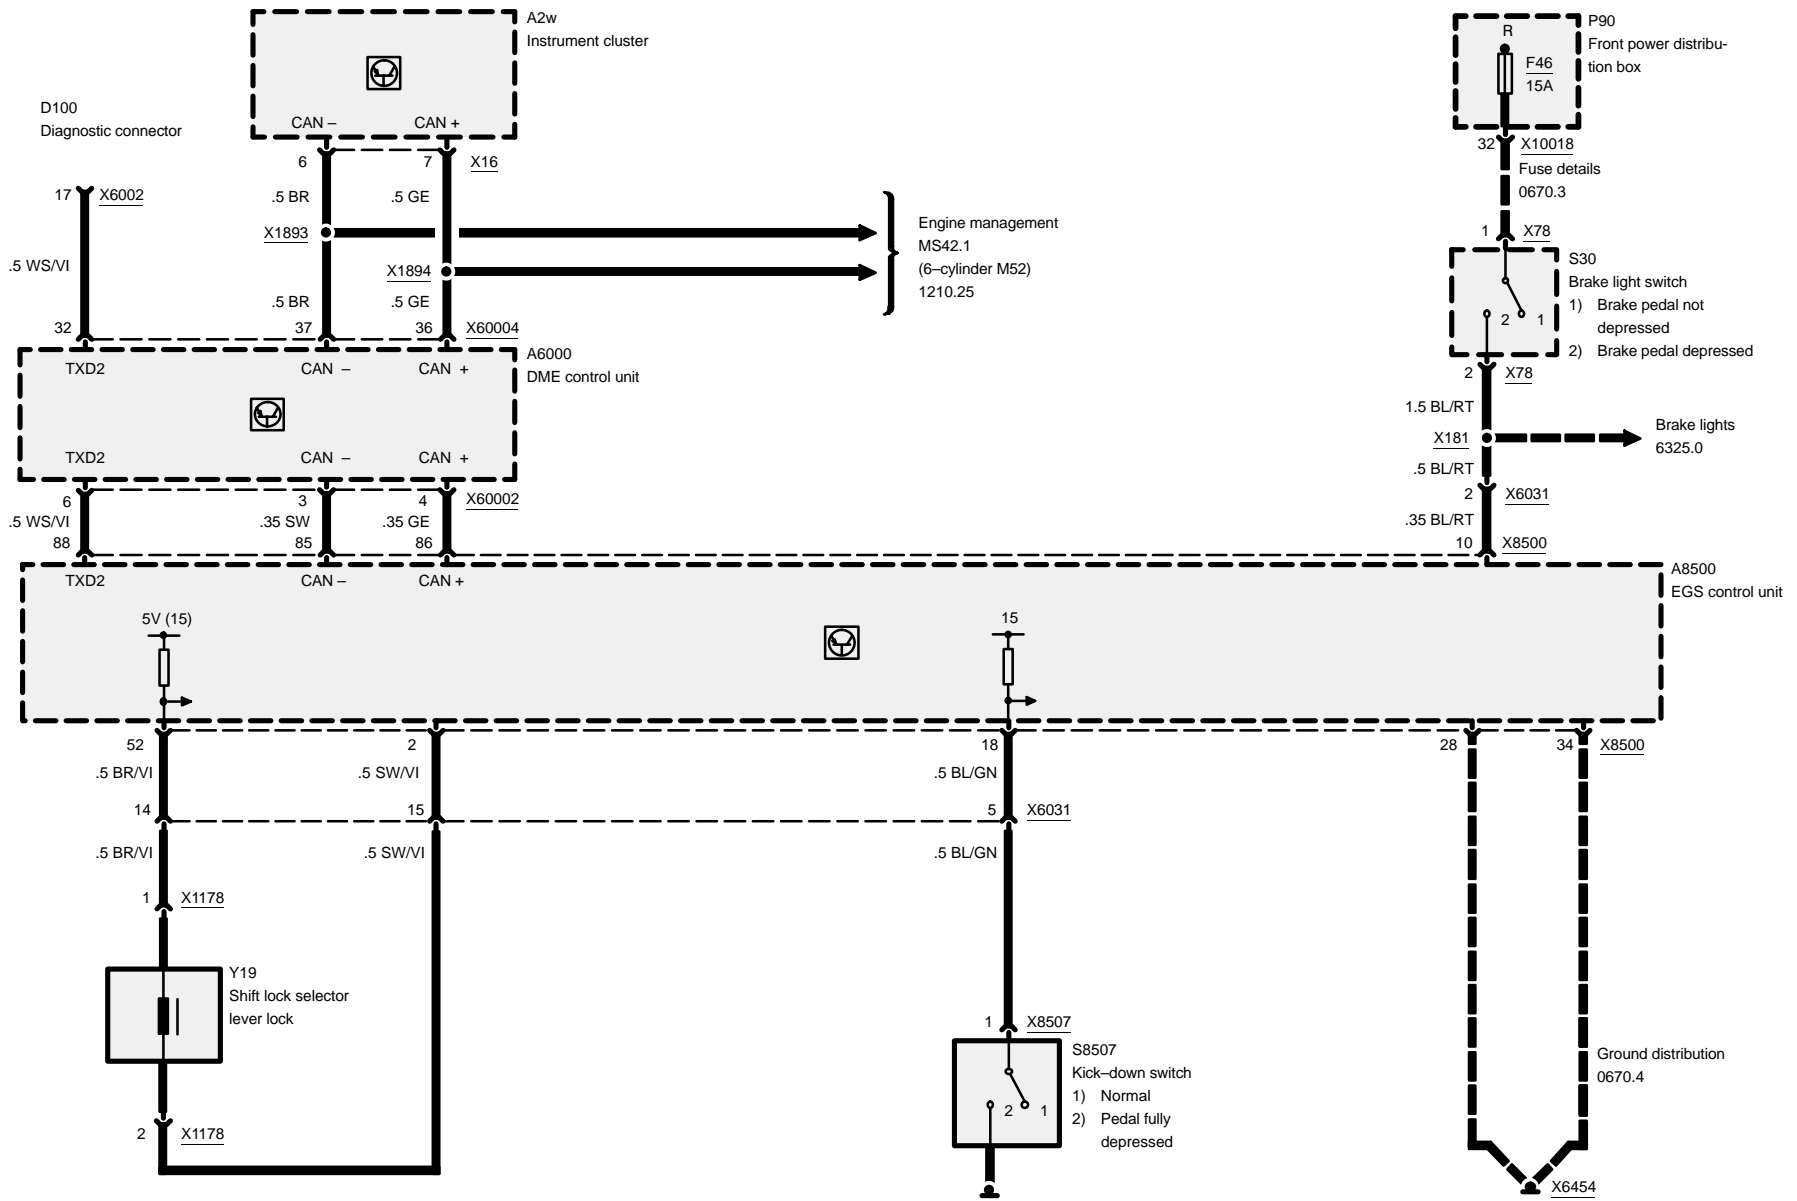 A2w
Instrument cluster
CAN –
CAN +
6
7
X16
D100
Diagnostic connector
17
X6002
.5 BR
.5 GE
X1893
X1894
.5 WS/VI
.5 BR
.5 GE
Engine management
MS42.1
(6–cylinder M52)
1210.25
32
37
36
X60004
P90
Front power distribu-
tion box
R
F46
15A
32
X10018
Fuse details
0670.3
1
X78
S30
Brake light switch
1) Brake pedal not
depressed
2) Brake pedal depressed
2
1
2
X78
1.5 BL/RT
X181
Brake lights
6325.0
.5 BL/RT
2
X6031
.35 BL/RT
10
X8500
A6000
DME control unit
TXD2
CAN –
CAN +
TXD2
CAN –
CAN +
6
3
4
X60002
.5 WS/VI
.35 SW
.35 GE
88
85
86
A8500
EGS control unit
TXD2
CAN –
CAN +
5V (15)
15
52
2
18
28
34
X8500
.5 BR/VI
.5 SW/VI
.5 BL/GN
14
15
5
X6031
.5 BR/VI
.5 SW/VI
.5 BL/GN
1
X1178
Y19
Shift lock selector
lever lock
2
X1178
1
X8507
S8507
Kick–down switch
1) Normal
2) Pedal fully
depressed
2
1
Ground distribution
0670.4
X6454